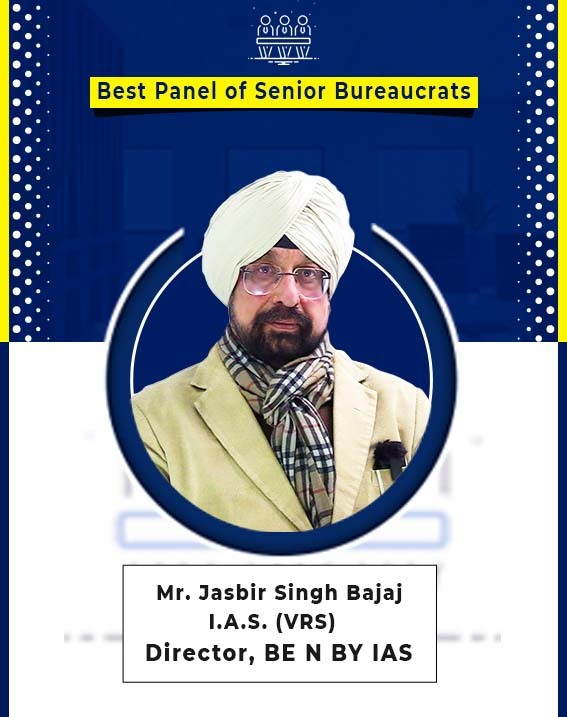 Best Panel of Senior Bureaucrats
Mr. Jasbir Singh Bajaj
I.A.S. (VRS)
Director, BE N BY IAS